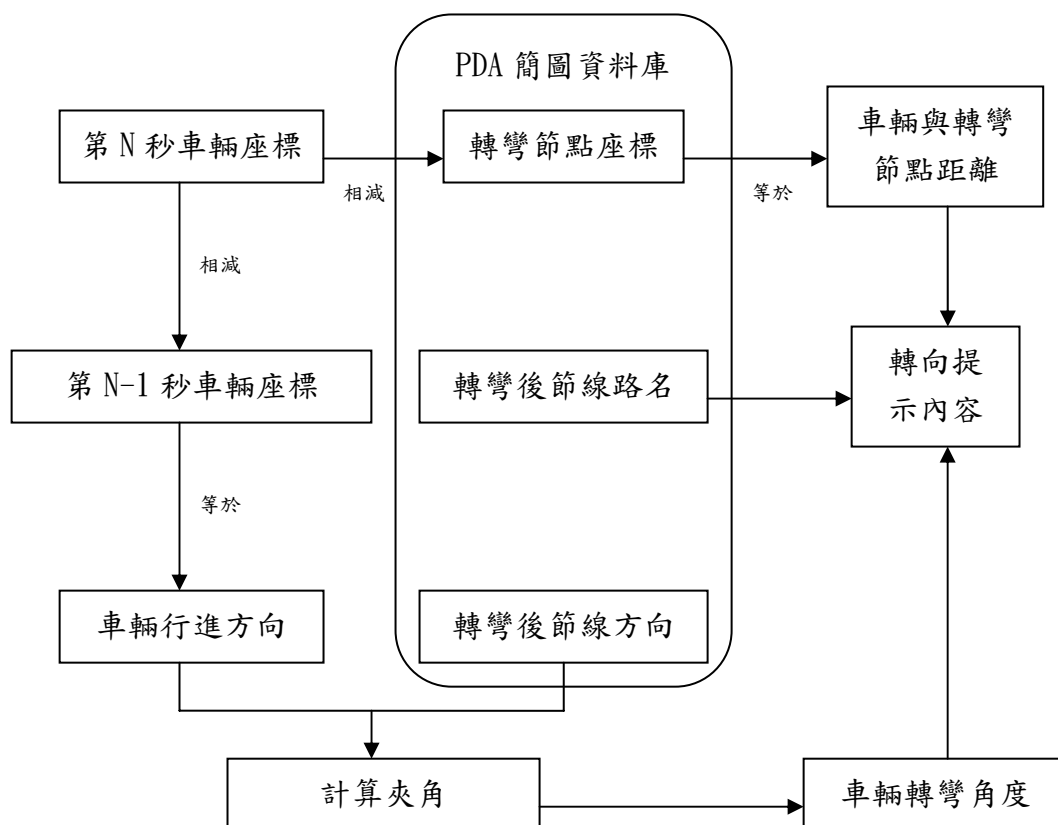 PDA 簡圖資料庫
第 N 秒車輛座標
轉彎節點座標
車輛與轉彎
節點距離
相減
等於
相減
第 N-1 秒車輛座標
轉彎後節線路名
轉向提
示內容
等於
車輛行進方向
轉彎後節線方向
計算夾角
車輛轉彎角度